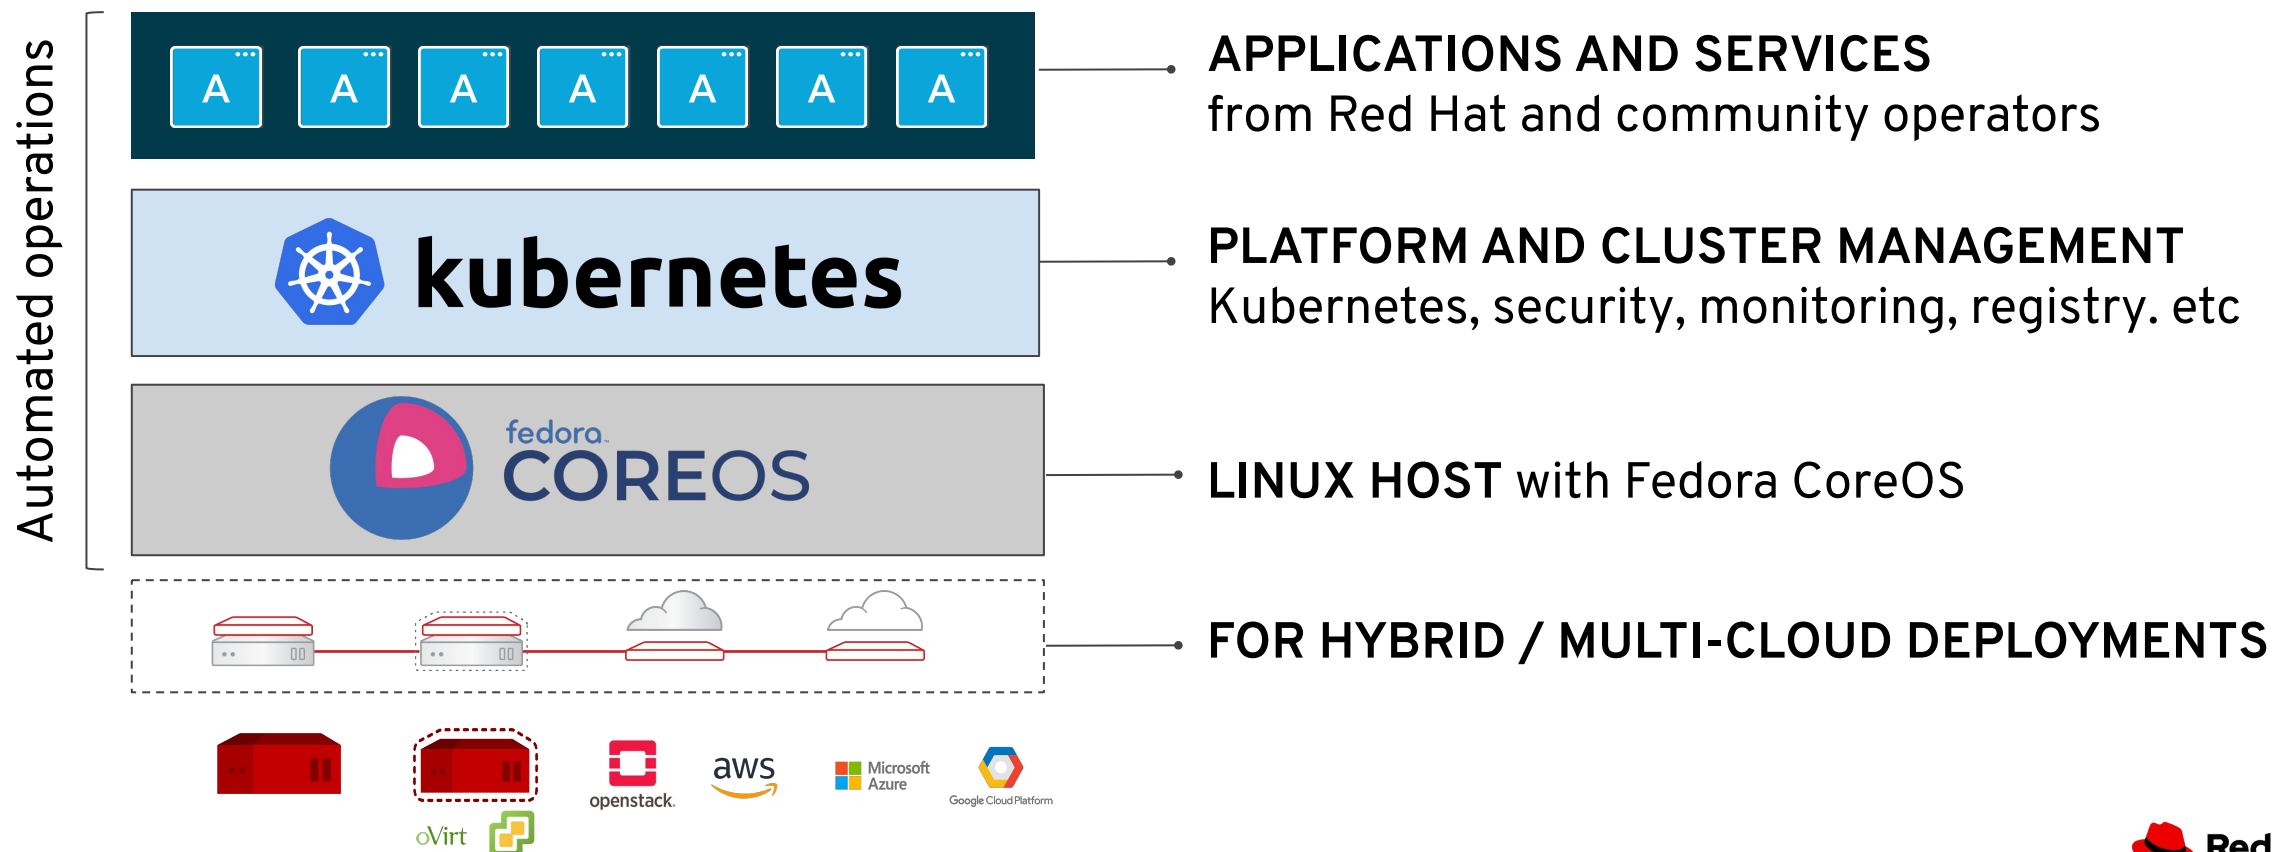 Automated operations
A A A A A A A
APPLICATIONS AND SERVICES
from Red Hat and community operators
kubernetes
PLATFORM AND CLUSTER MANAGEMENT
Kubernetes, security, monitoring, registry. etc
fedora™
COREOS
LINUX HOST with Fedora CoreOS
FOR HYBRID / MULTI-CLOUD DEPLOYMENTS
openstack.
aws
Microsoft
Azure
Google Cloud Platform
oVirt
Red